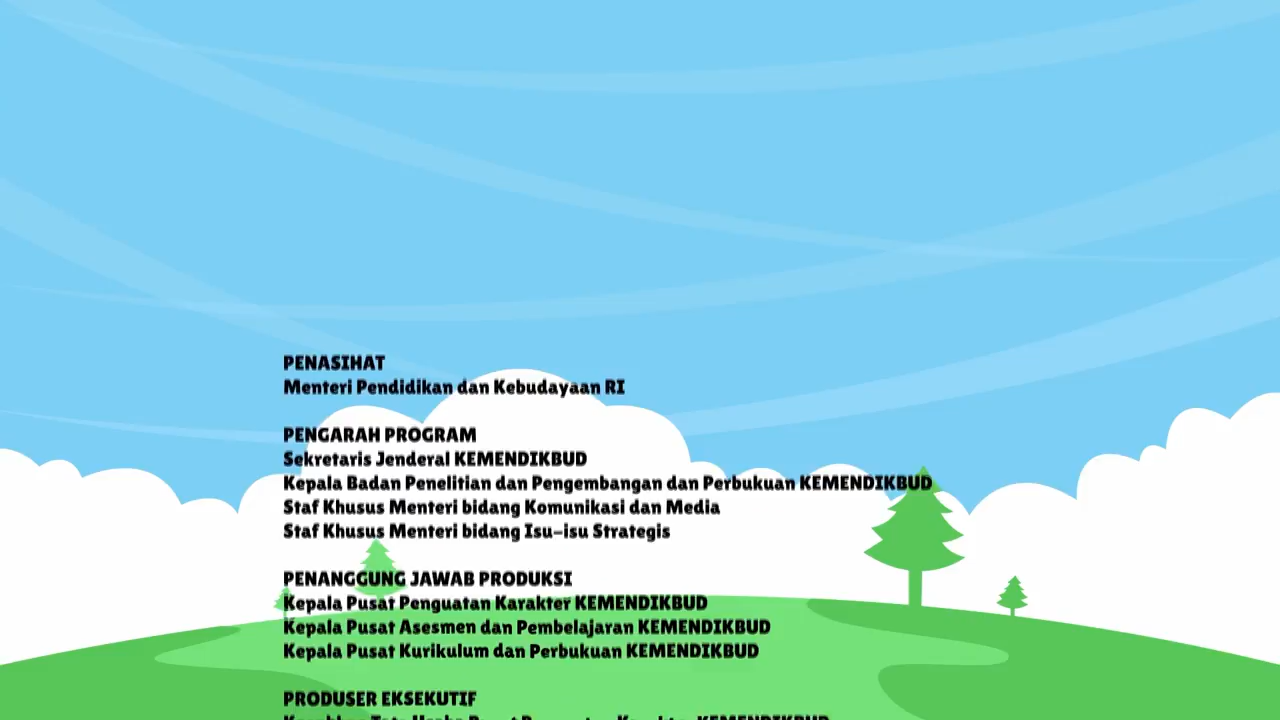 PENASIHAT
Menteri Pendidikan dan Kebudayaan RI
PENGARAH PROGRAM
Sekretaris Jenderal KEMENDIKBUD
Kepala Badan Penelitian dan Pengembangan dan Perbukuan KEMENDIKBUD
Staf Khusus Menteri bidang Komunikasi dan Media
Staf Khusus Menteri bidang Isu-isu Strategis
PENANGGUNG JAWAB PRODUKSI
Kepala Pusat Penguatan Karakter KEMENDIKBUD
Kepala Pusat Asesmen dan Pembelajaran KEMENDIKBUD
Kepala Pusat Kurikulum dan Perbukuan KEMENDIKBUD
PRODUSER EKSEKUTIF